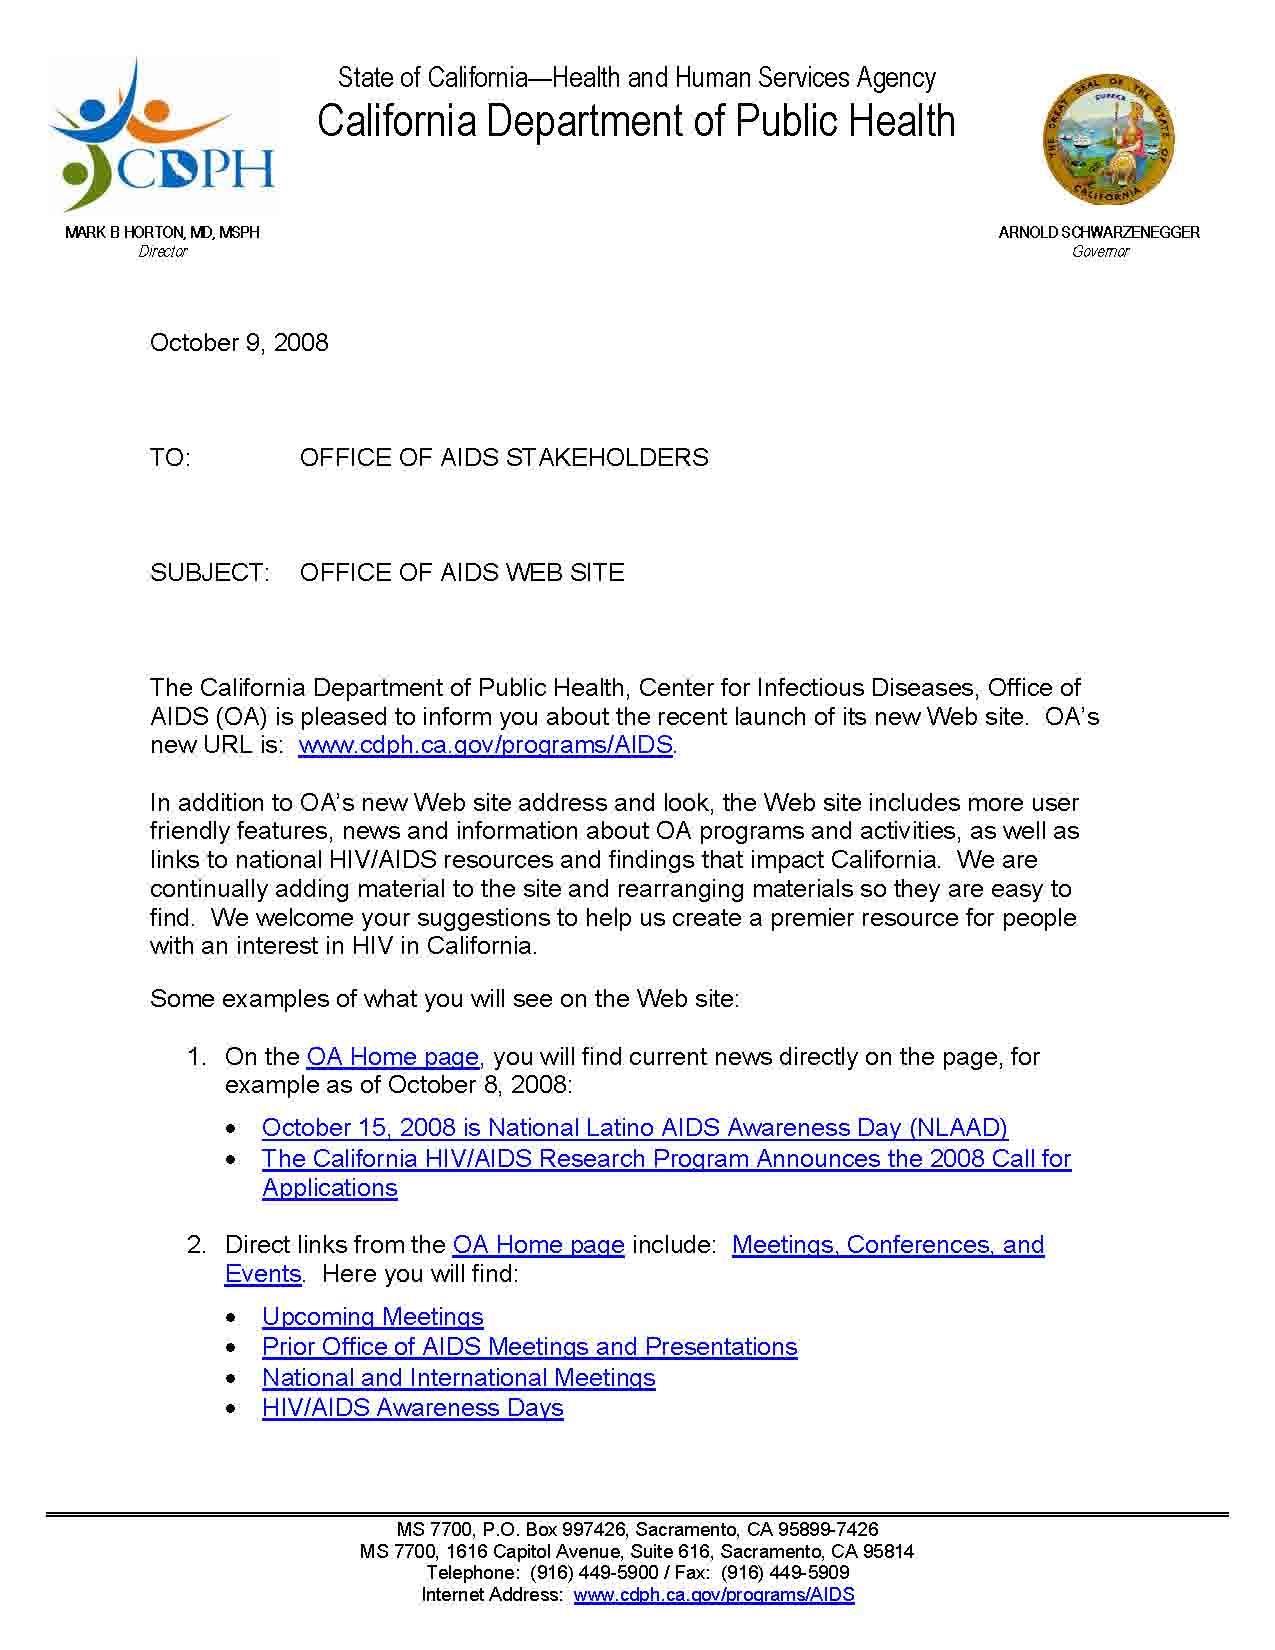 State of California—Health and Human Services Agency
California Department of Public Health
CDPH
THE GREAT SEAL OF THE STATE OF CALIFORNIA
EUREKA
MARK B HORTON, MD, MSPH
Director
ARNOLD SCHWARZENEGGER
Governor
October 9, 2008
TO: OFFICE OF AIDS STAKEHOLDERS
SUBJECT: OFFICE OF AIDS WEB SITE
The California Department of Public Health, Center for Infectious Diseases, Office of
AIDS (OA) is pleased to inform you about the recent launch of its new Web site. OA's
new URL is: www.cdph.ca.gov/programs/AIDS.
In addition to OA's new Web site address and look, the Web site includes more user
friendly features, news and information about OA programs and activities, as well as
links to national HIV/AIDS resources and findings that impact California. We are
continually adding material to the site and rearranging materials so they are easy to
find. We welcome your suggestions to help us create a premier resource for people
with an interest in HIV in California.
Some examples of what you will see on the Web site:
1. On the OA Home page, you will find current news directly on the page, for
example as of October 8, 2008:
• October 15, 2008 is National Latino AIDS Awareness Day (NLAAD)
• The California HIV/AIDS Research Program Announces the 2008 Call for
Applications
2. Direct links from the OA Home page include: Meetings, Conferences, and
Events. Here you will find:
• Upcoming Meetings
• Prior Office of AIDS Meetings and Presentations
• National and International Meetings
• HIV/AIDS Awareness Days
MS 7700, P.O. Box 997426, Sacramento, CA 95899-7426
MS 7700, 1616 Capitol Avenue, Suite 616, Sacramento, CA 95814
Telephone: (916) 449-5900 / Fax: (916) 449-5909
Internet Address: www.cdph.ca.gov/programs/AIDS